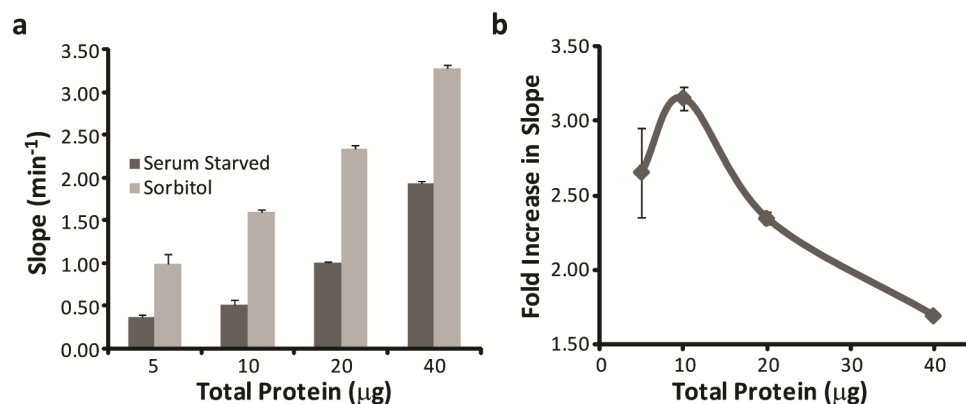 a
Slope (min-1)
3.50
3.00
2.50
2.00
1.50
1.00
0.50
0.00
Serum Starved
Sorbitol
5 10 20 40
Total Protein (μg)
b
Fold Increase in Slope
3.50
3.00
2.50
2.00
1.50
0 10 20 30 40
Total Protein (μg)